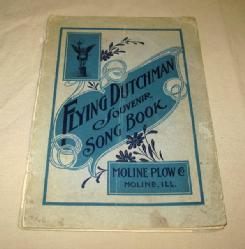 FLYING DUTCHMAN
SOUVENIR
SONG BOOK
MOLINE PLOW CO
MOLINE, ILL.